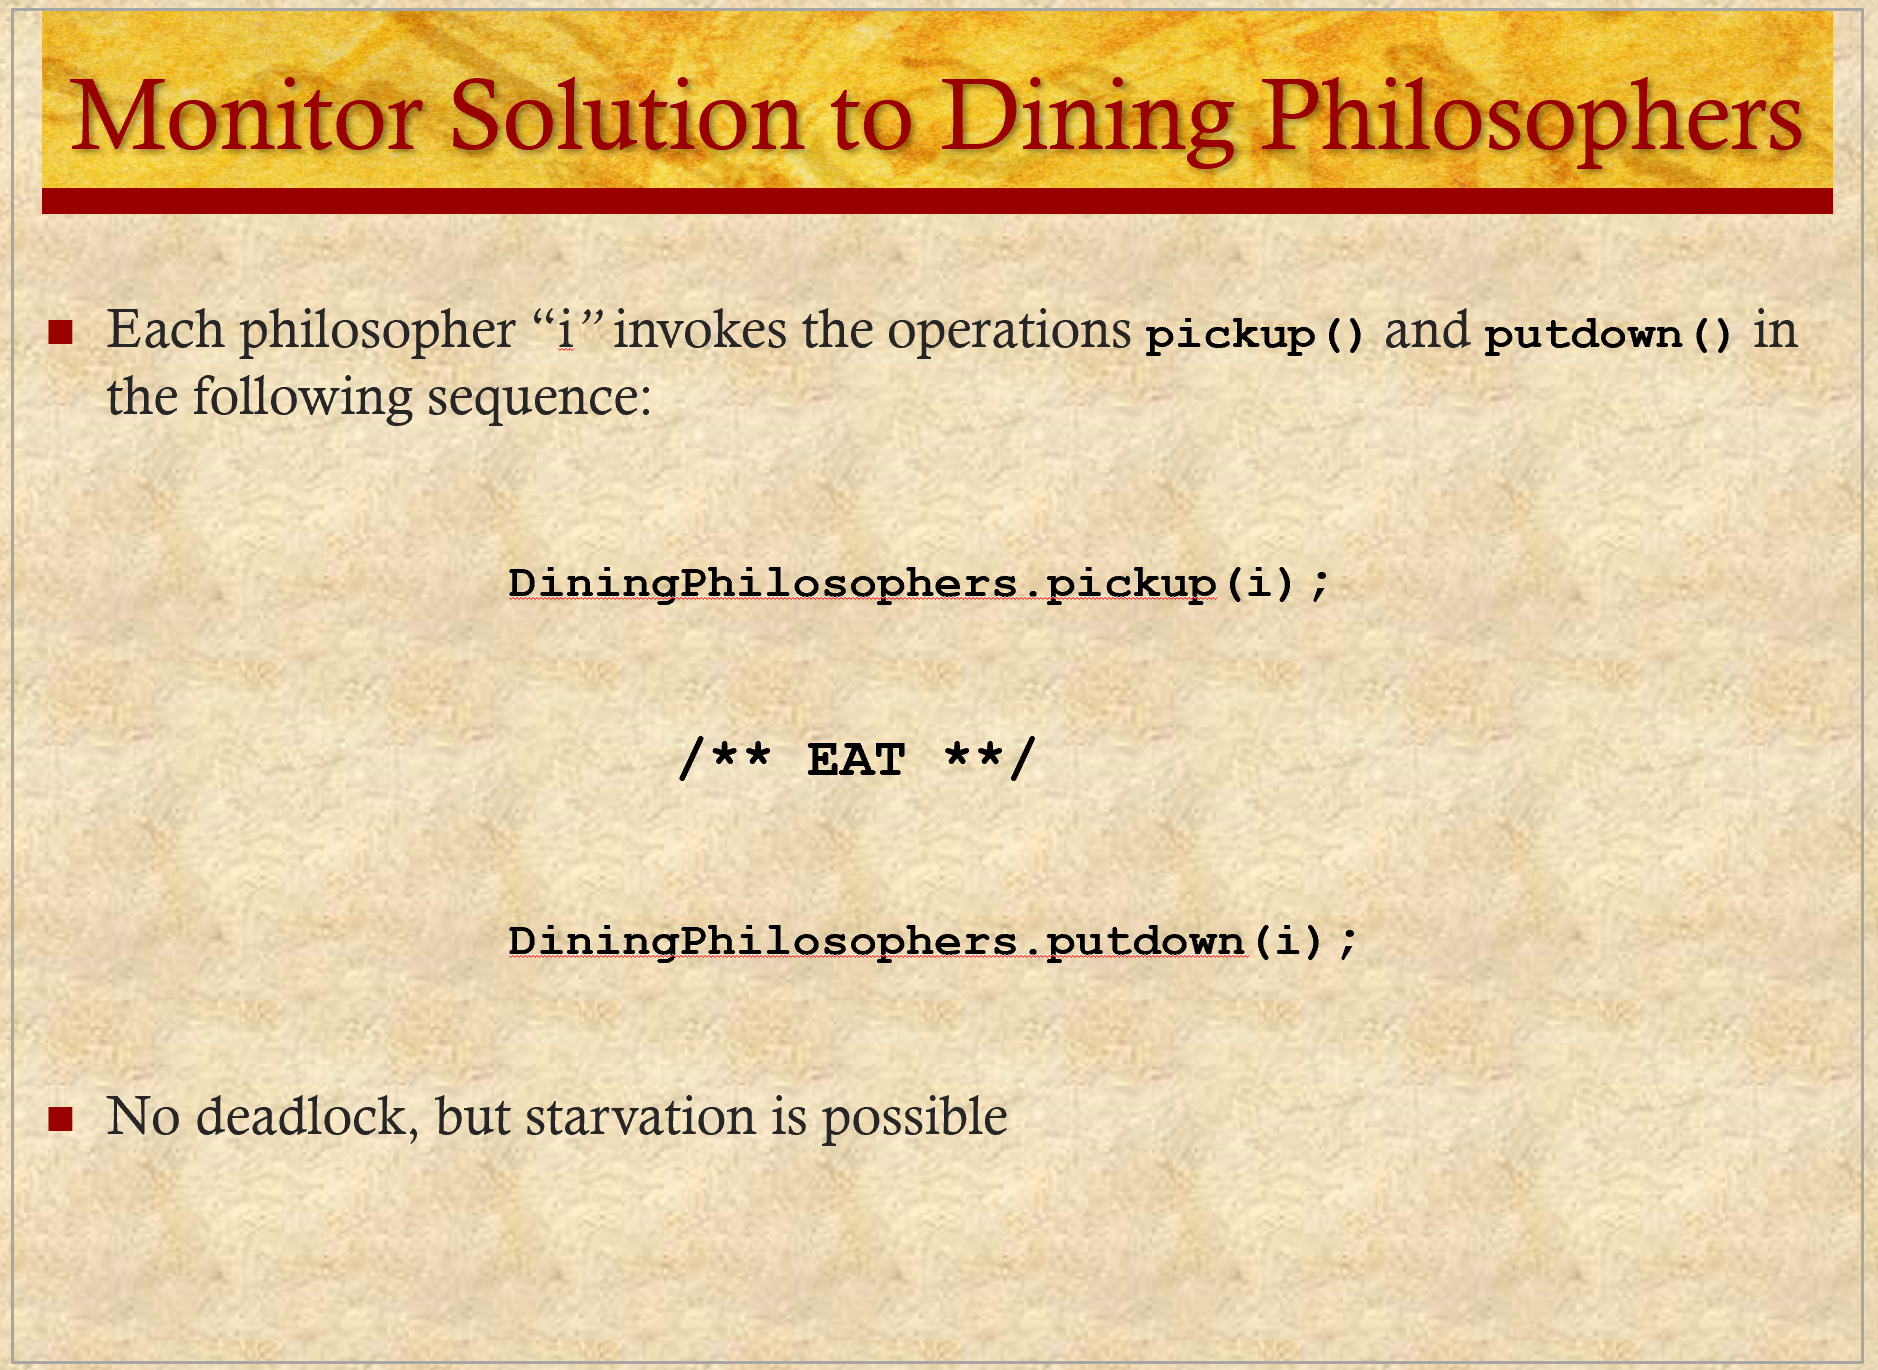 Monitor Solution to Dining Philosophers
Each philosopher “i” invokes the operations pickup() and putdown() in
the following sequence:
DiningPhilosophers.pickup(i);
/** EAT **/
DiningPhilosophers.putdown(i);
No deadlock, but starvation is possible